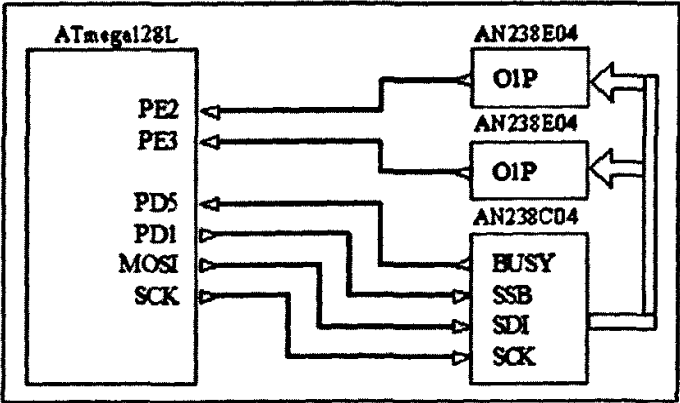 ATmega128L
PE2
PE3
PD5
PD1
MOSI
SCK
AN238E04
O1P
AN238E04
O1P
AN238C04
BUSY
SSB
SDI
SCK